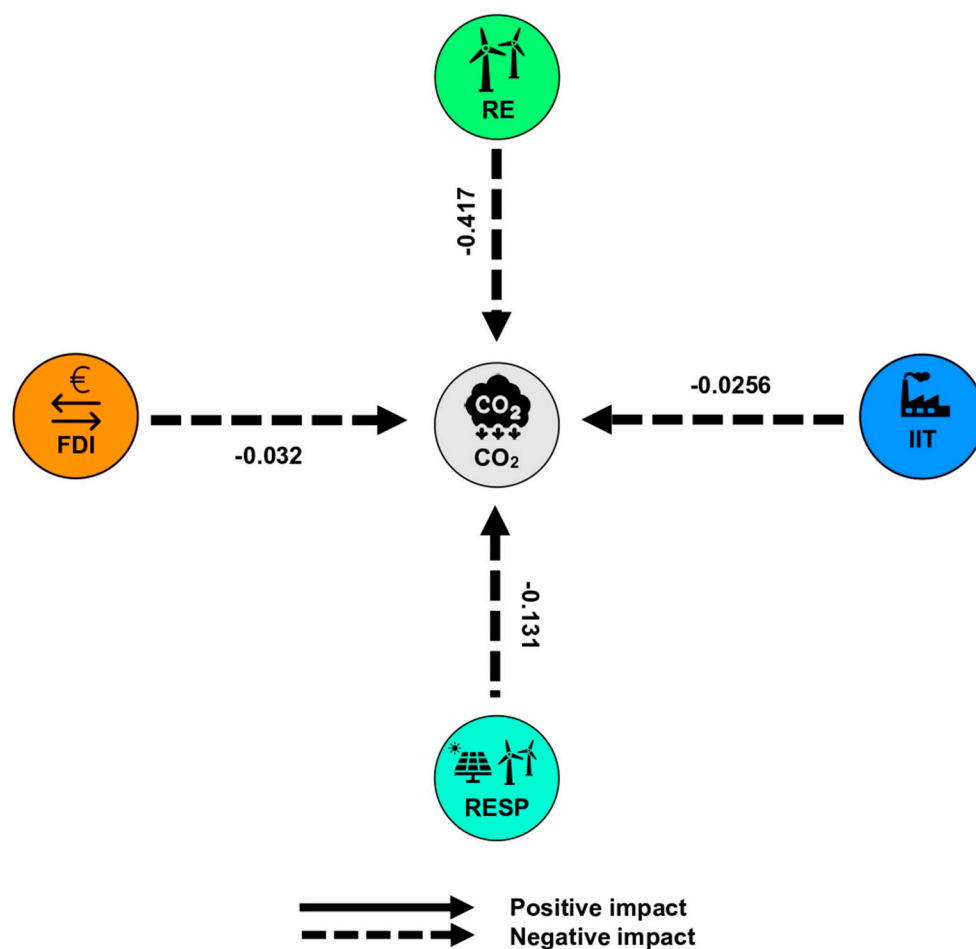 RE
-0.417
€
FDI
-0.032
CO₂
CO₂
-0.0256
IIT
-0.131
RESP
Positive impact
Negative impact